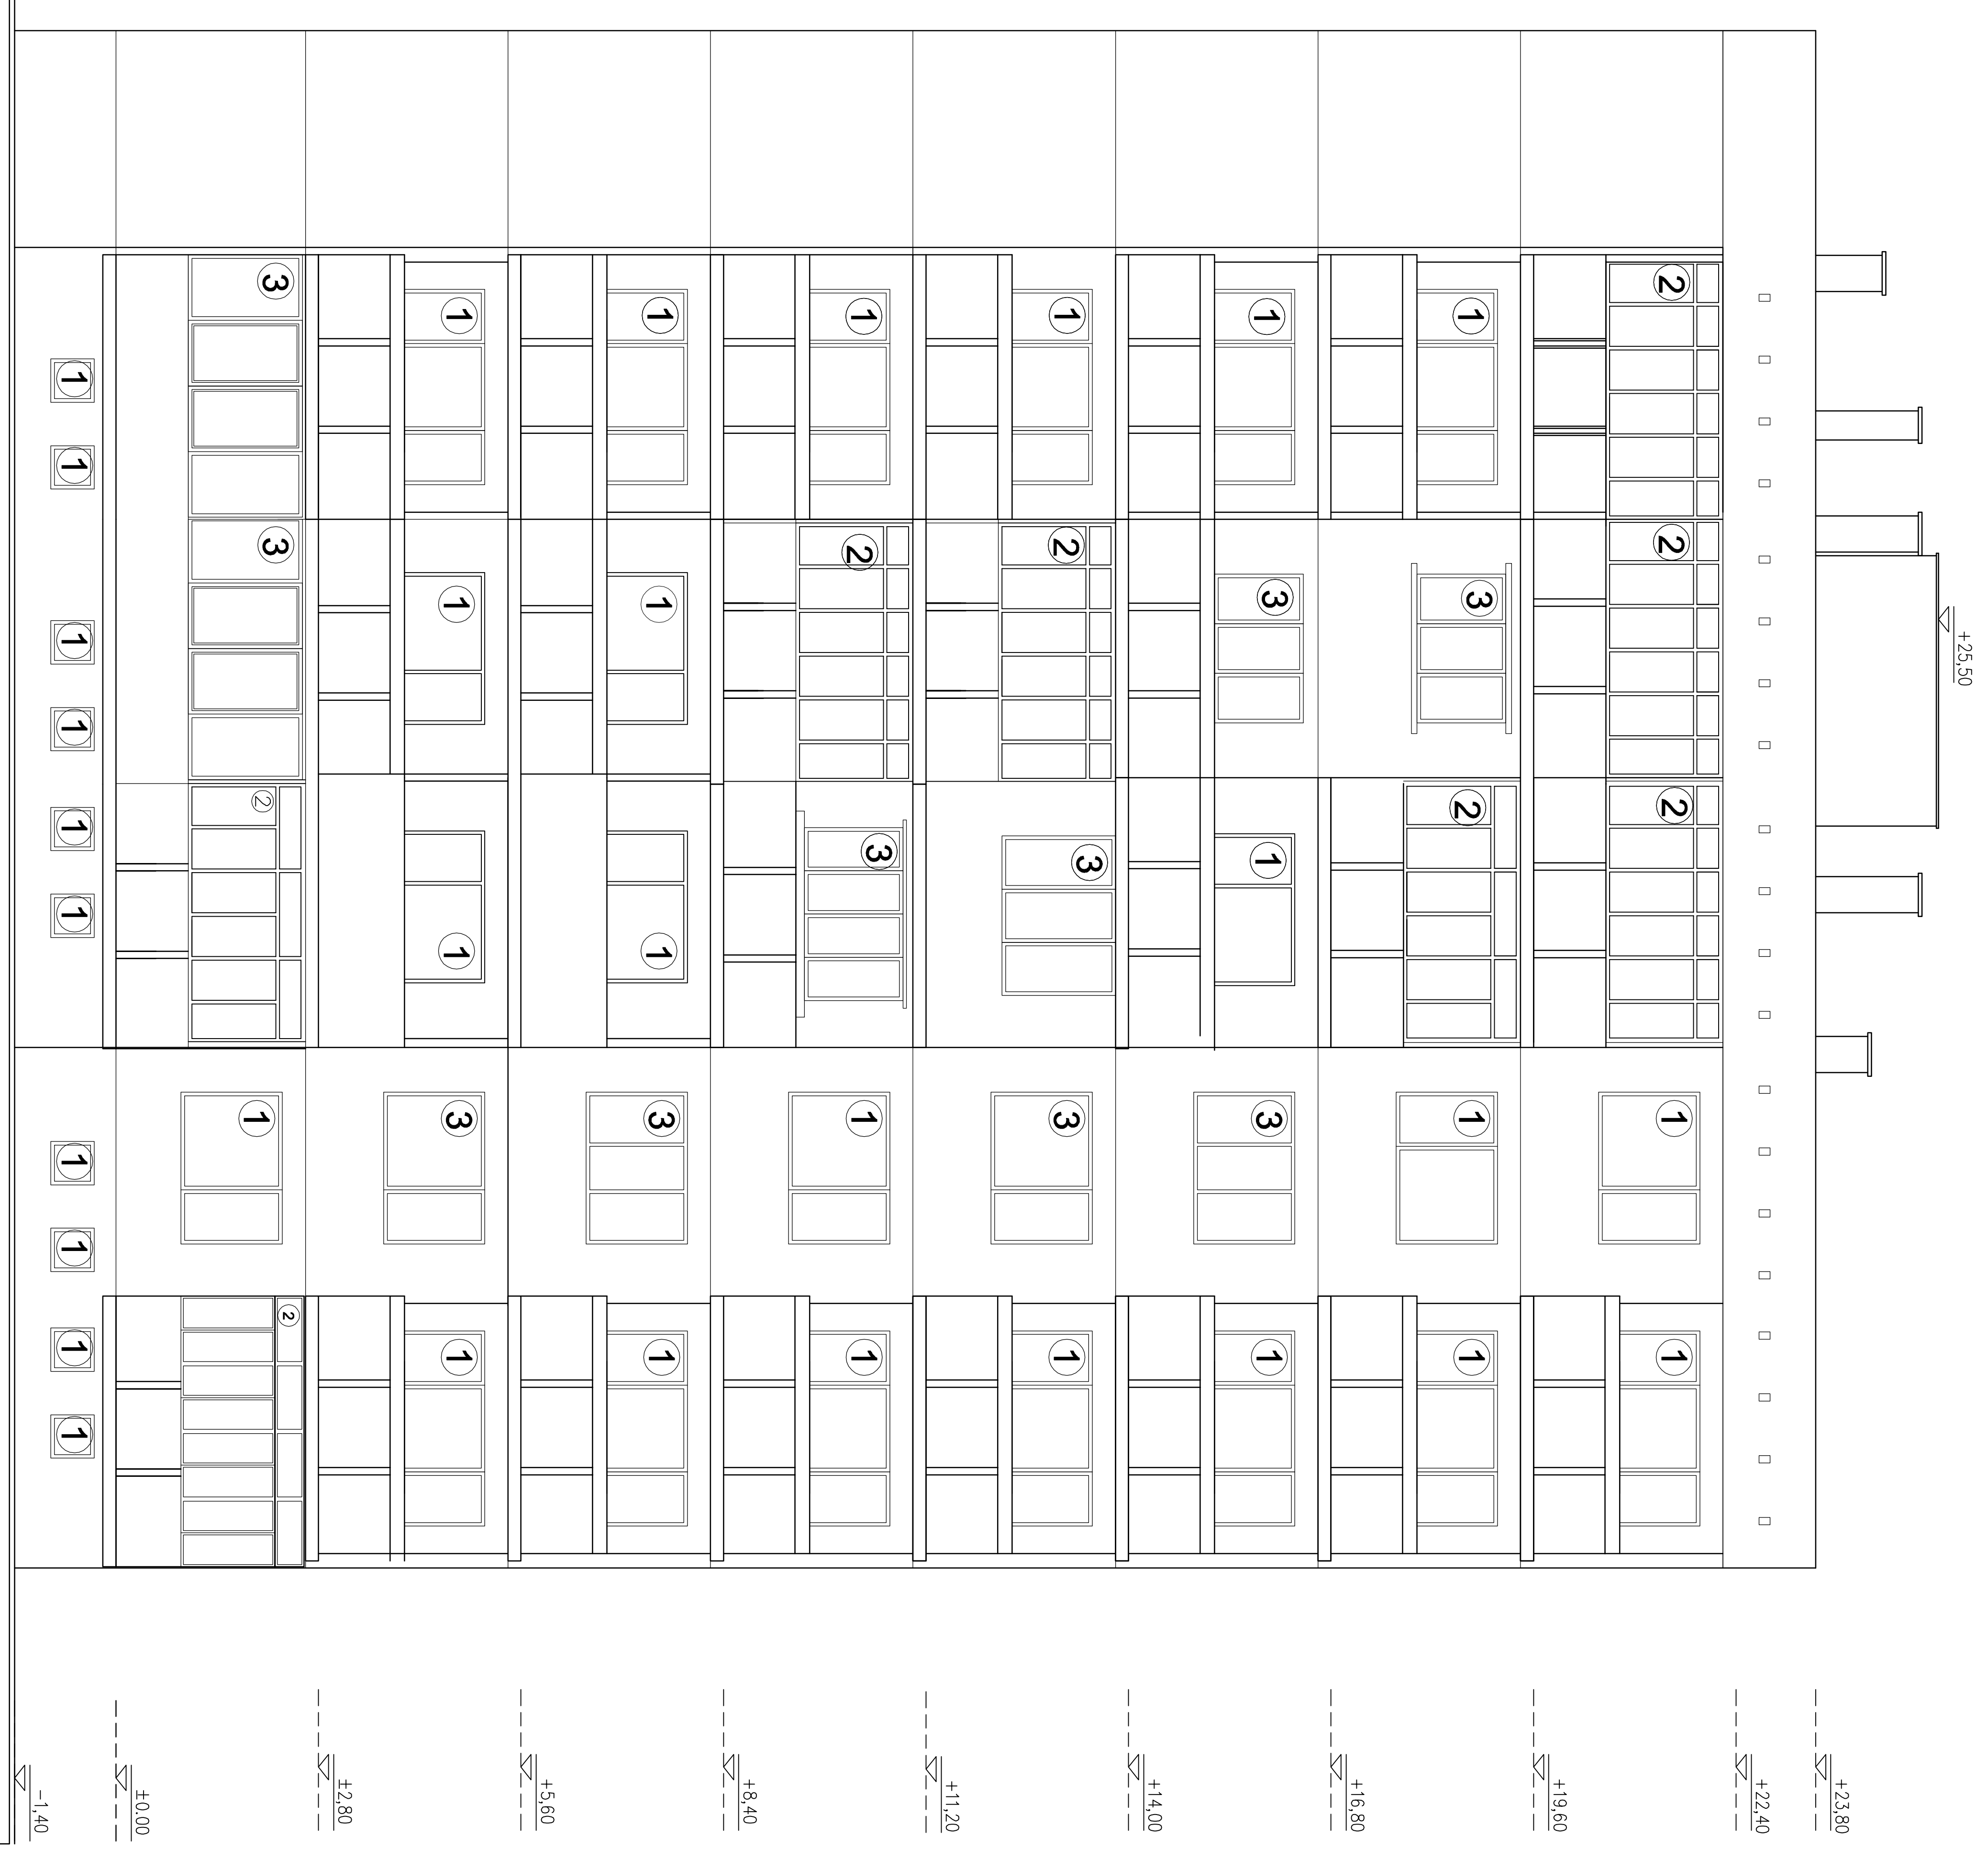 +25,50
+23,80
+22,40
2 2 2 1 1
+19,60
1 3 2 1 1
+16,80
1 3 1 3 1
+14,00
1 2 3 3 1
+11,20
1 2 3 1 1
+8,40
1 1 1 3 1
+5,60
1 1 1 3 1
±2,80
3 3 2 1 2
±0.00
1 1 1 1 1 1 1 1 1 1
-1,40